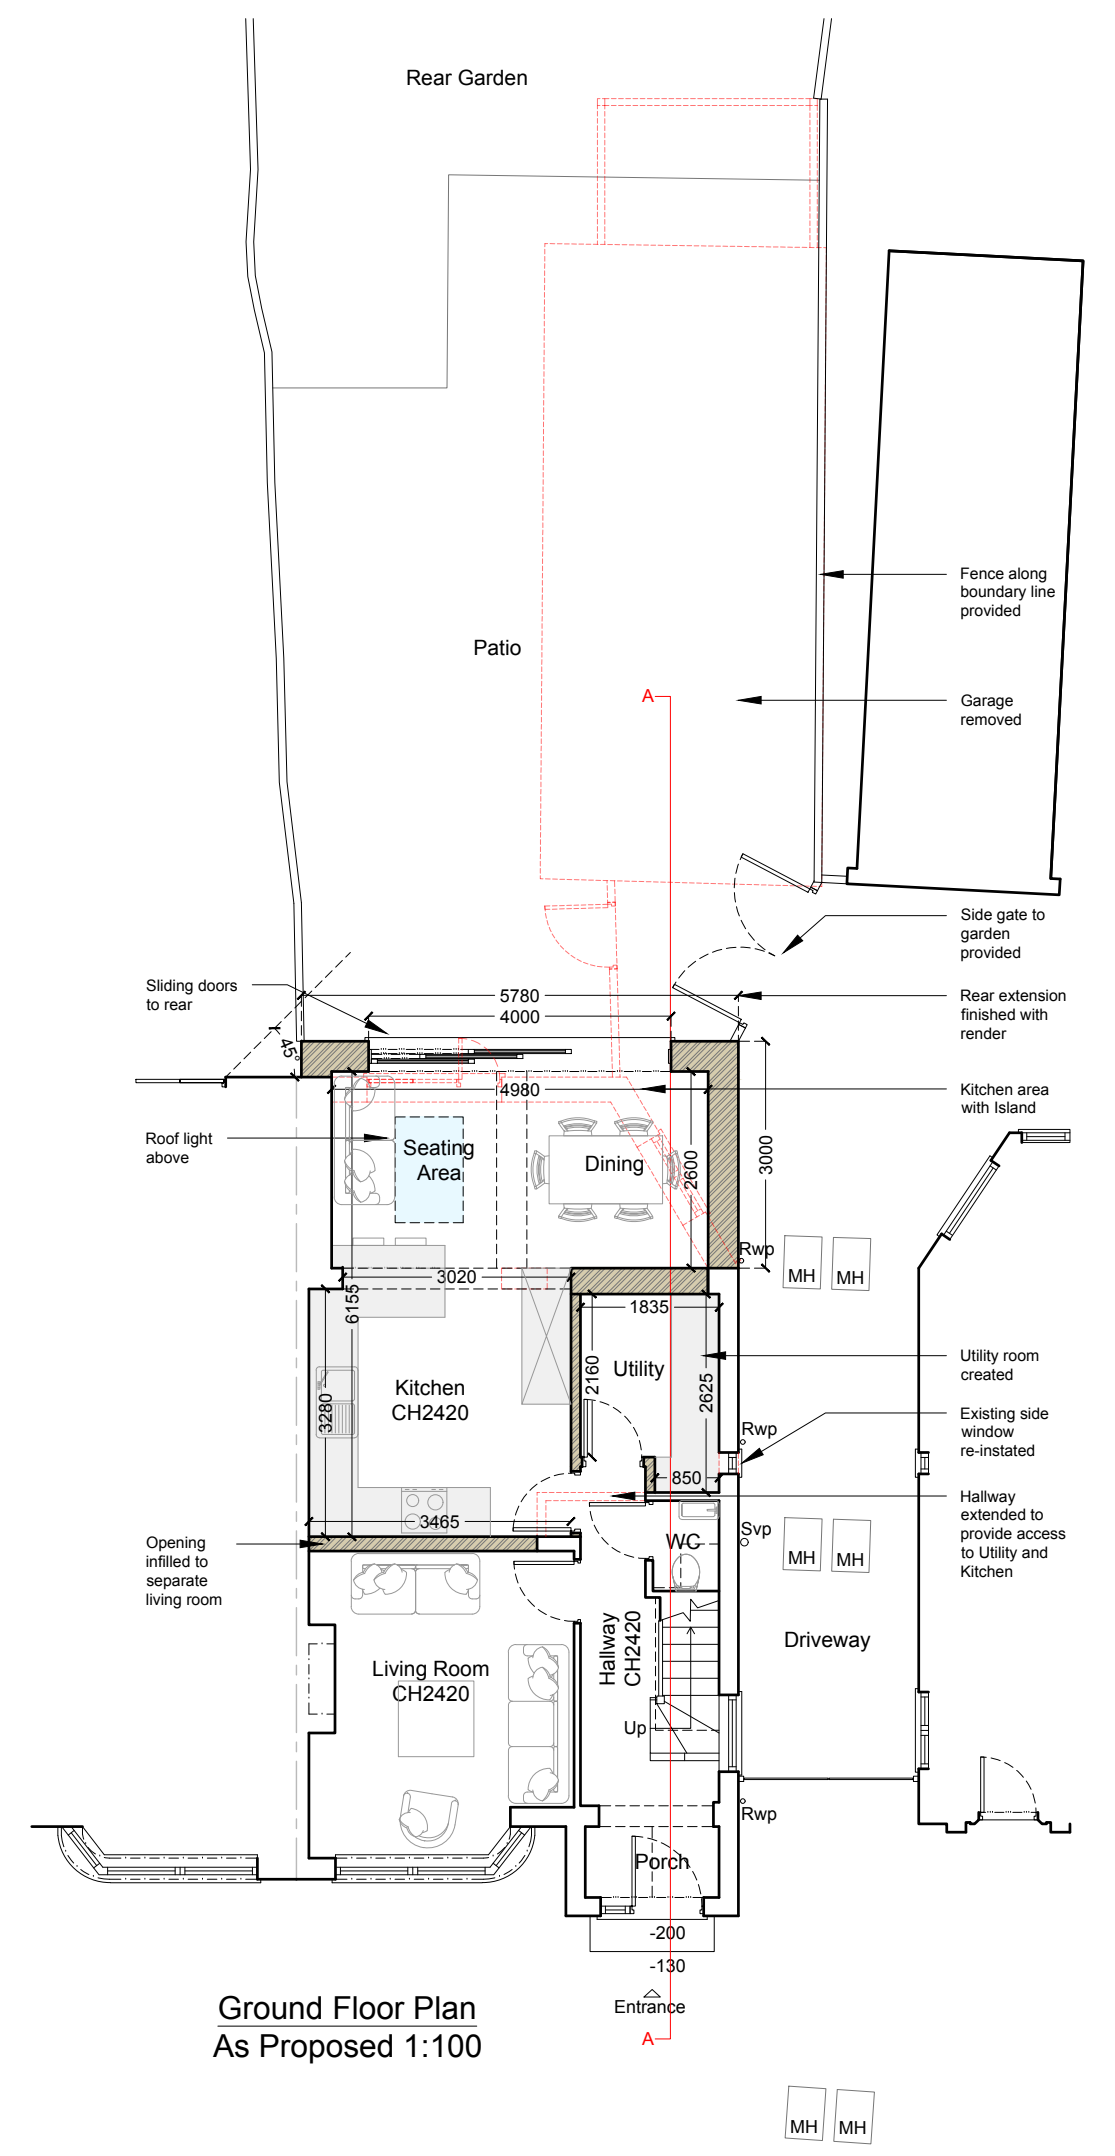 Rear Garden
Fence along
boundary line
provided
Patio
A
Garage
removed
Side gate to
garden
provided
Sliding doors
to rear
5780
4000
Rear extension
finished with
render
45°
4980
Kitchen area
with Island
Roof light
above
Seating
Area
Dining
2600
3000
Rwp
MH
MH
3020
6155
1835
Utility
2160
2625
Utility room
created
Kitchen
CH2420
3280
Existing side
window
re-instated
Rwp
850
Hallway
extended to
provide access
to Utility and
Kitchen
3465
Svp
WC
MH
MH
Opening
infilled to
separate
living room
Hallway
CH2420
Driveway
Living Room
CH2420
Up
Rwp
Porch
-200
-130
Entrance
A
Ground Floor Plan
As Proposed 1:100
MH
MH